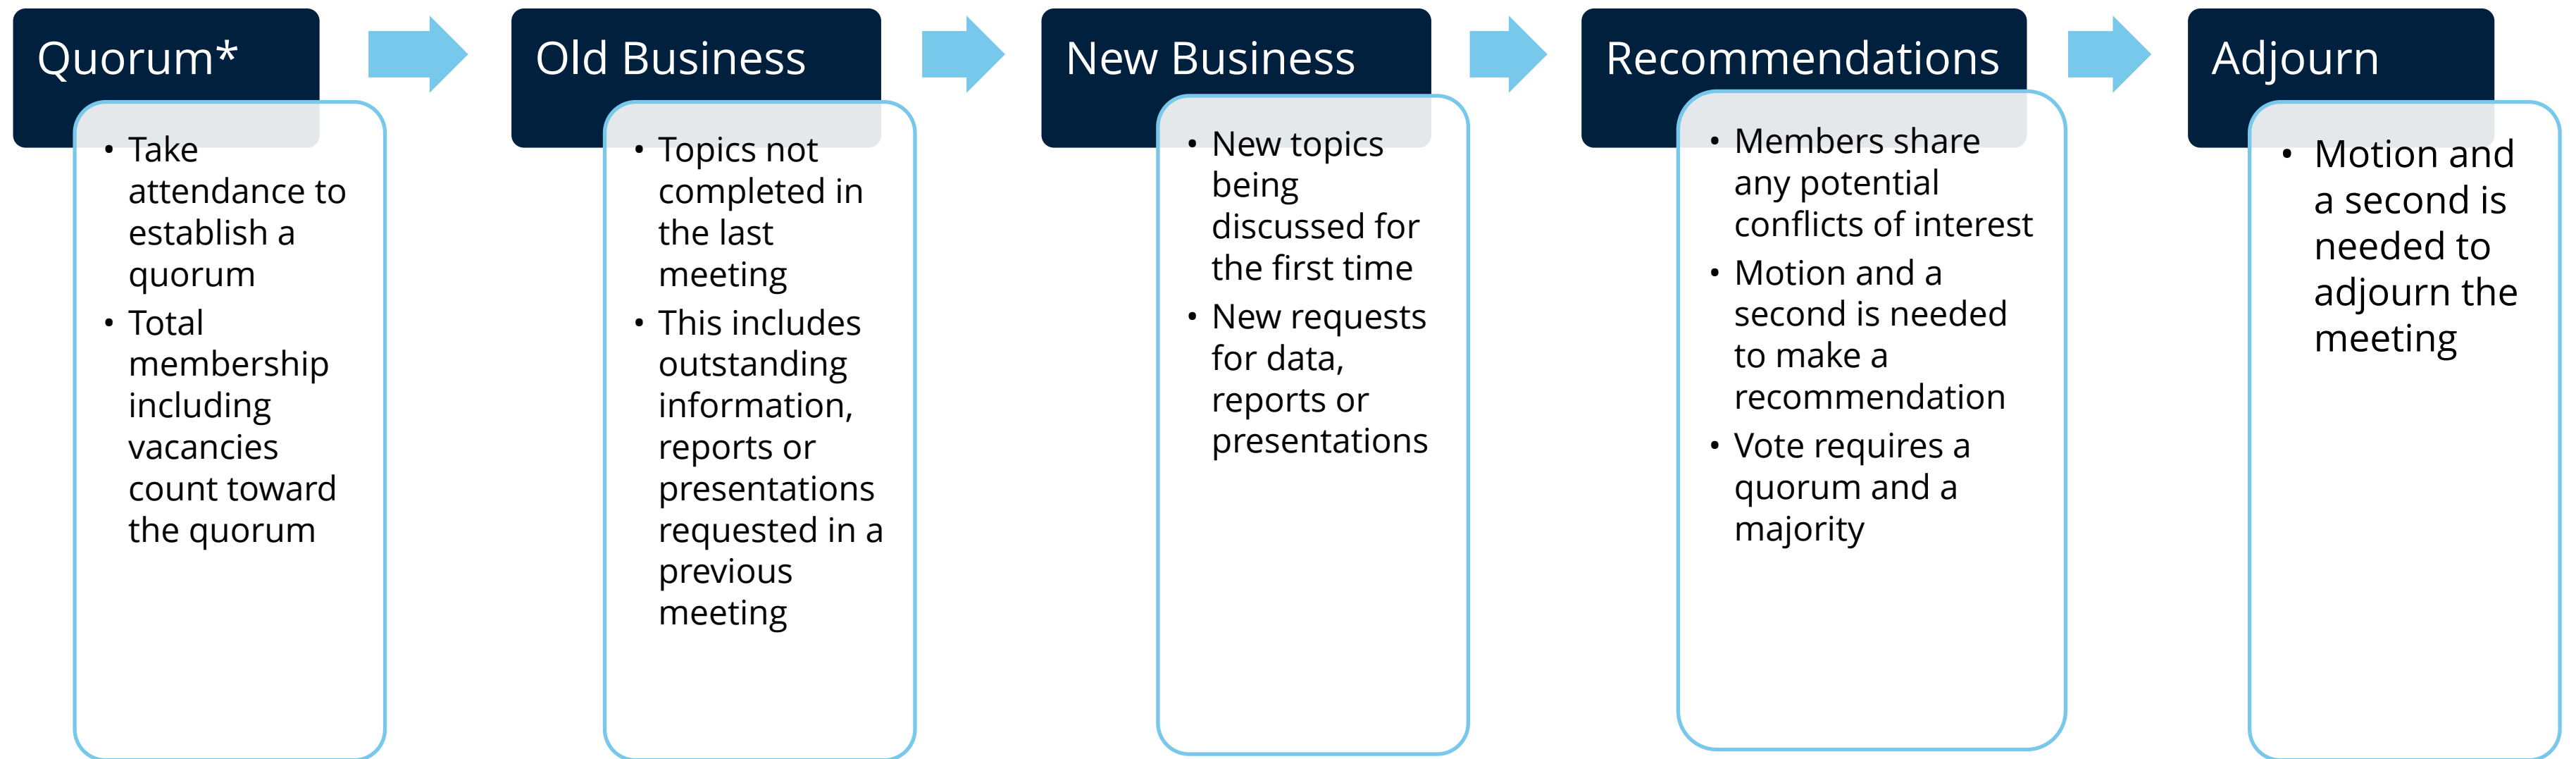 Quorum*
• Take
attendance to
establish a
quorum
• Total
membership
including
vacancies
count toward
the quorum
Old Business
• Topics not
completed in
the last
meeting
• This includes
outstanding
information,
reports or
presentations
requested in a
previous
meeting
New Business
• New topics
being
discussed for
the first time
• New requests
for data,
reports or
presentations
Recommendations
• Members share
any potential
conflicts of interest
• Motion and a
second is needed
to make a
recommendation
• Vote requires a
quorum and a
majority
Adjourn
• Motion and
a second is
needed to
adjourn the
meeting